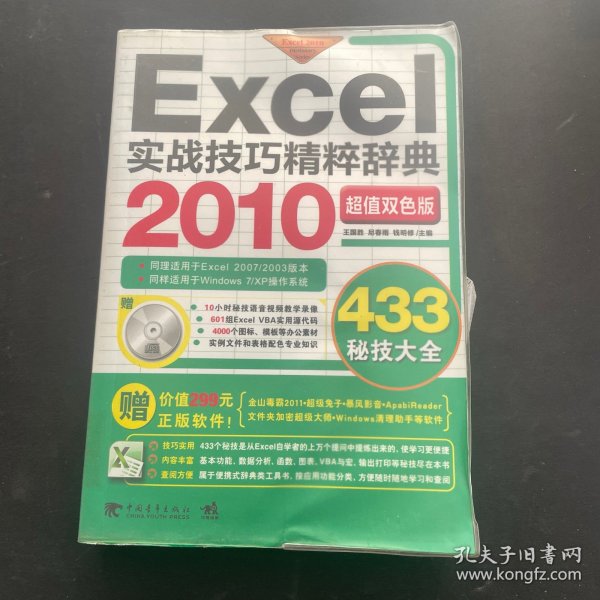 Excel 2010
Excel
实战技巧精粹辞典
2010
超值双色版
王国胜 尼春雨 钱明修/主编
• 同理适用于Excel 2007/2003版本
• 同样适用于Windows 7/XP操作系统
赠
• 10小时秘技语音视频教学录像
• 601组Excel VBA实用源代码
• 4000个图标、模板等办公素材
• 实例文件和表格配色专业知识
433
秘技大全
赠
价值299元
正版软件!
金山毒霸2011•超级兔子•暴风影音•ApabiReader
文件夹加密超级大师•Windows清理助手等软件
技巧实用 433个秘技是从Excel自学者的上万个提问中提炼出来的,使学习更便捷
内容丰富 基本功能、数据分析、函数、图表、VBA与宏、输出打印等秘技尽在本书
查阅方便 属于便携式辞典类工具书,按应用功能分类,方便随时随地学习和查阅
中国青年出版社
CHINA YOUTH PRESS
孔夫子旧书网
www.kongfz.com